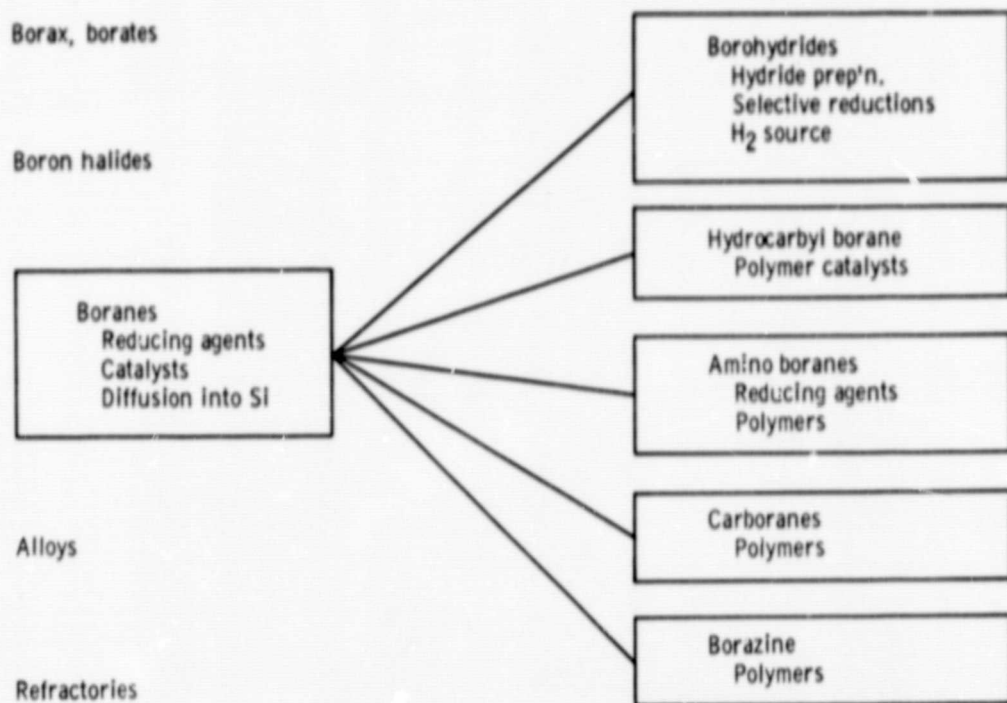 Borax, borates
Boron halides
Boranes
Reducing agents
Catalysts
Diffusion into Si
Alloys
Refractories
Borohydrides
Hydride prep'n.
Selective reductions
H₂ source
Hydrocarbyl borane
Polymer catalysts
Amino boranes
Reducing agents
Polymers
Carboranes
Polymers
Borazine
Polymers